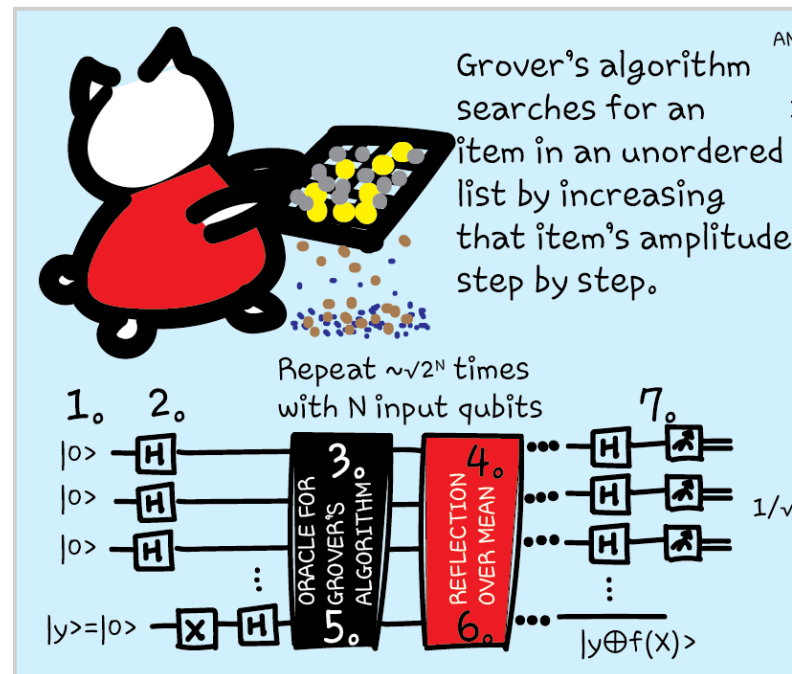 AN
Grover's algorithm
searches for an
item in an unordered
list by increasing
that item's amplitude
step by step.
Repeat ~√2ᴺ times
with N input qubits
1. 2. 7.
|0> H 3. 4. ••• H
|0> H ••• H
|0> H ••• H
ORACLE FOR
GROVER'S
ALGORITHM
REFLECTION
OVER MEAN
1/√
|y>=|0> X H 5. 6. •••
|y⊕f(x)>